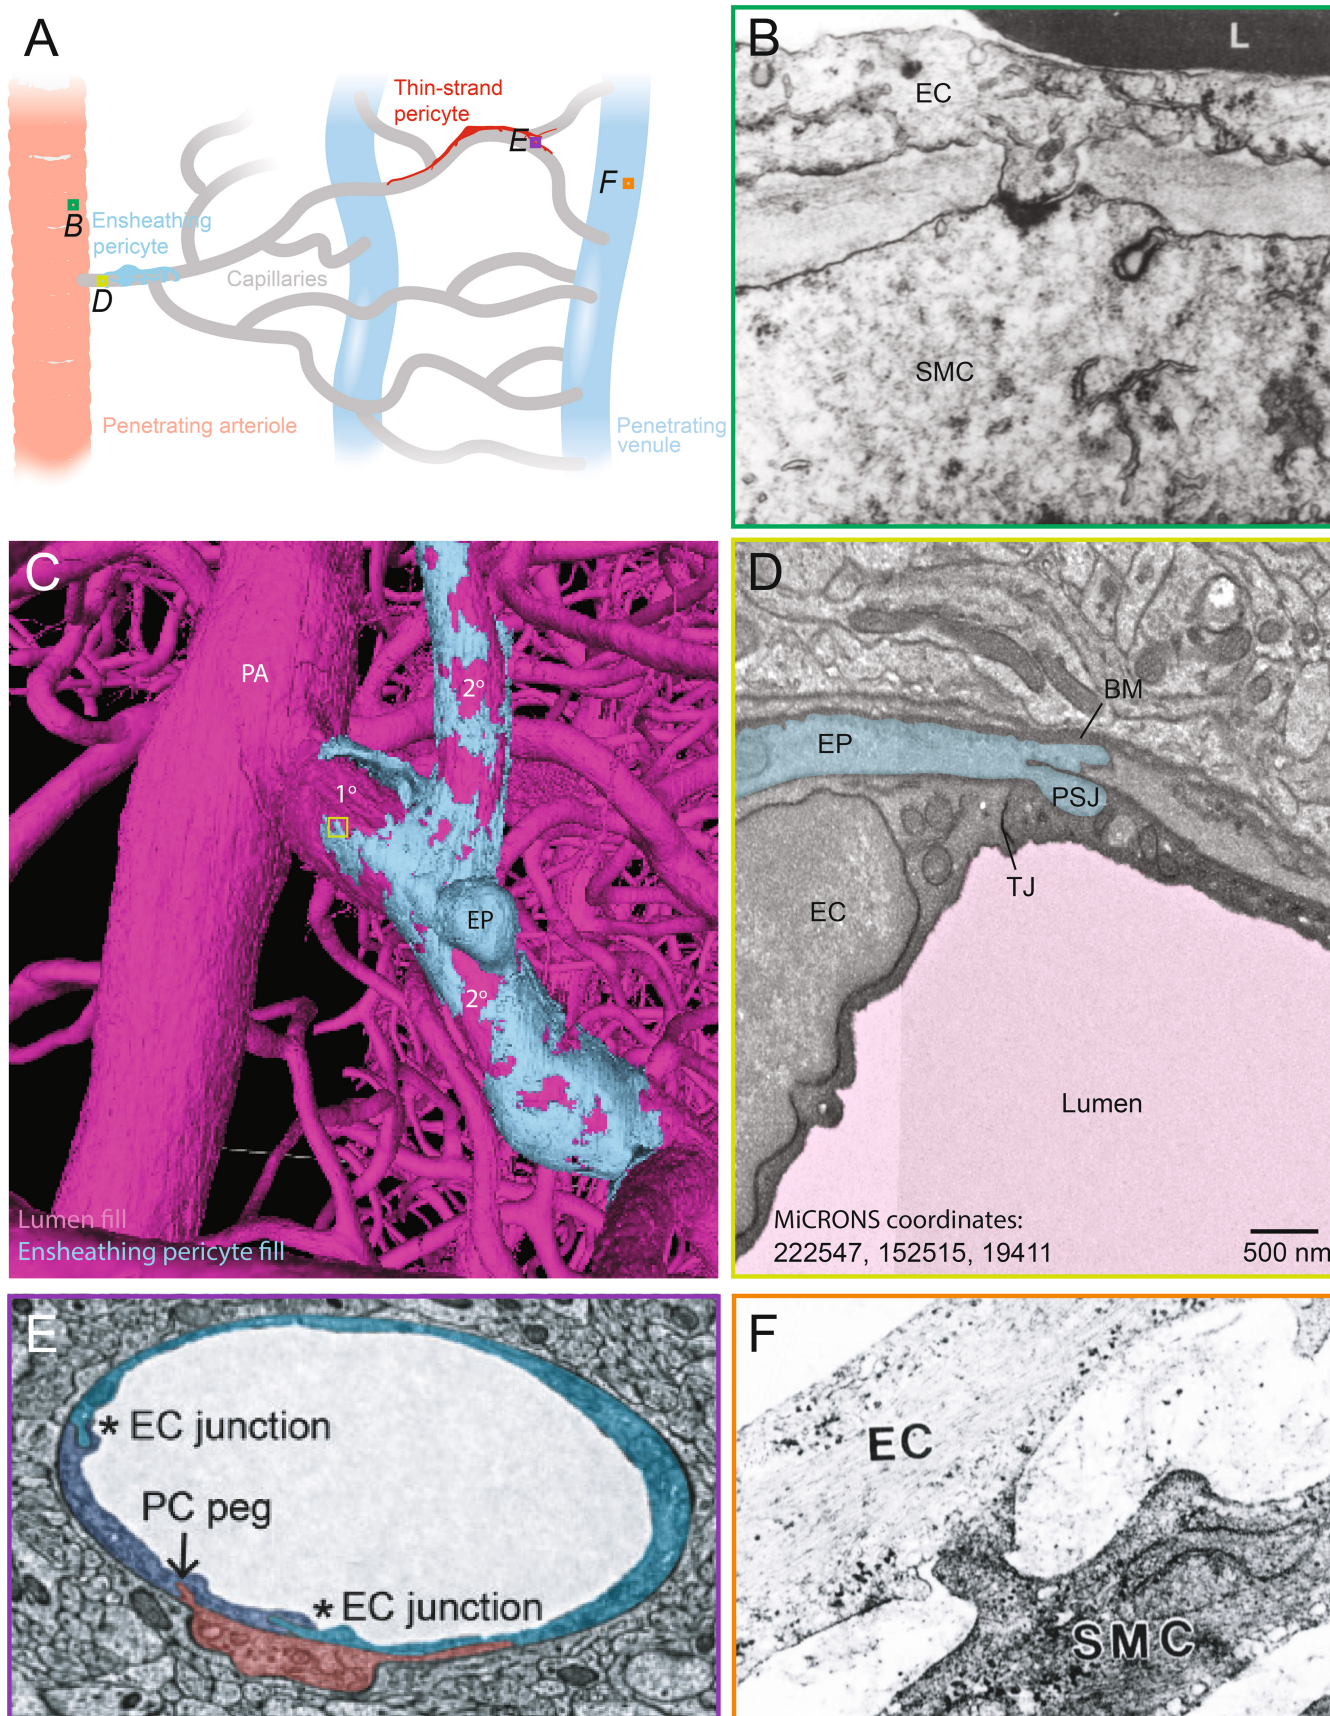 A
Thin-strand
pericyte
E
F
B
Ensheathing
pericyte
D
Capillaries
Penetrating arteriole
Penetrating
venule
B
L
EC
SMC
C
PA
2°
1°
EP
2°
Lumen fill
Ensheathing pericyte fill
D
BM
EP
PSJ
TJ
EC
Lumen
MiCRONS coordinates:
222547, 152515, 19411
500 nm
E
* EC junction
PC peg
* EC junction
F
EC
SMC